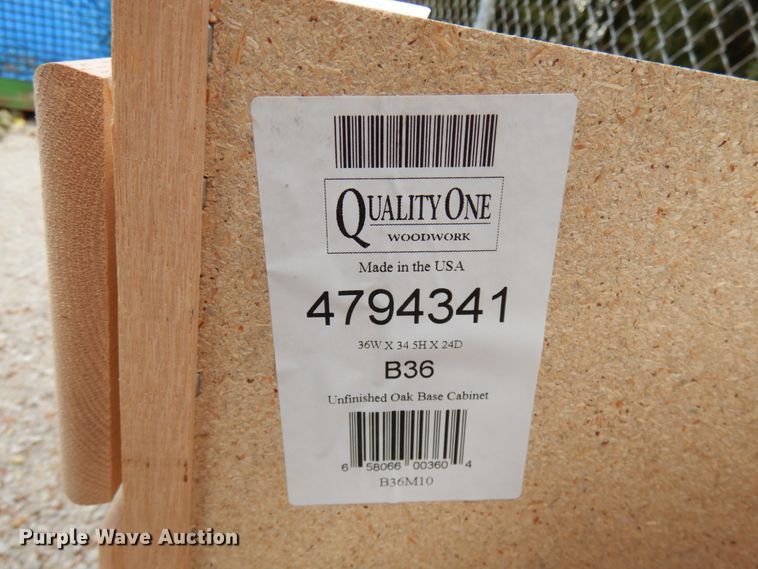 QUALITY ONE
WOODWORK
Made in the USA
4794341
36W X 34.5H X 24D
B36
Unfinished Oak Base Cabinet
6 58066 00360 4
B36M10
Purple Wave Auction